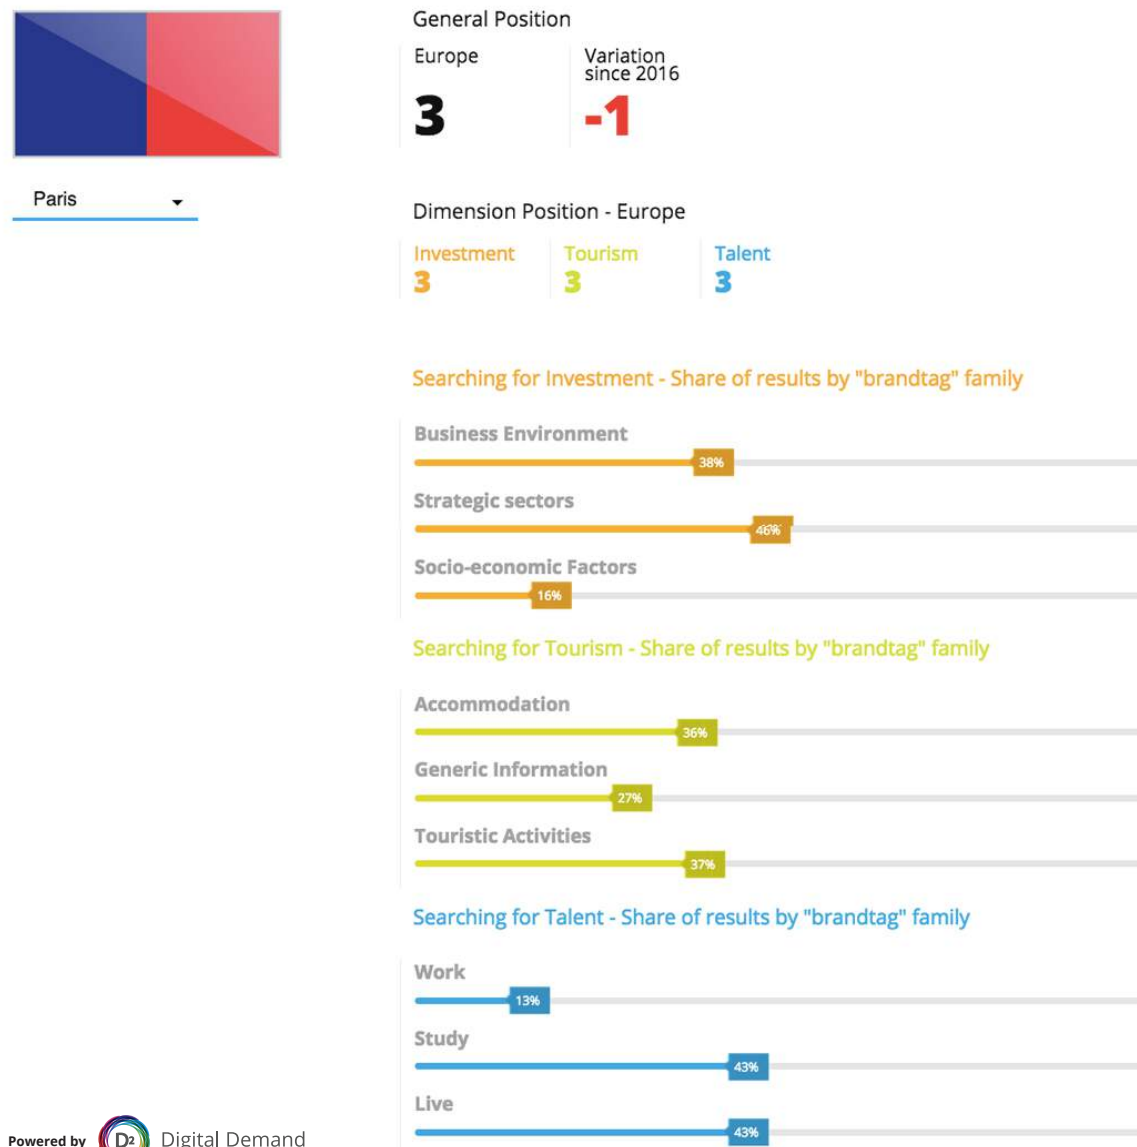 General Position
Europe
Variation
since 2016
3
-1
Paris
Dimension Position - Europe
Investment
Tourism
Talent
3
3
3
Searching for Investment - Share of results by "brandtag" family
Business Environment
38%
Strategic sectors
46%
Socio-economic Factors
16%
Searching for Tourism - Share of results by "brandtag" family
Accommodation
36%
Generic Information
27%
Touristic Activities
37%
Searching for Talent - Share of results by "brandtag" family
Work
13%
Study
43%
Live
43%
Powered by D² Digital Demand